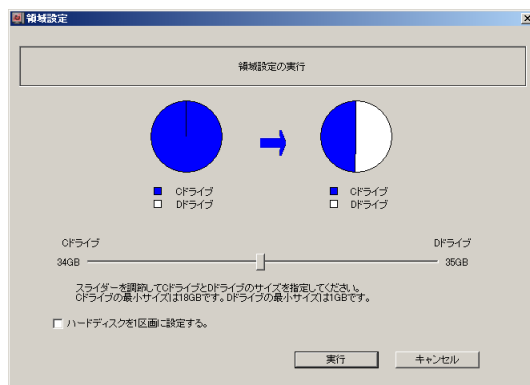 領域設定
領域設定の実行
Cドライブ
Dドライブ
Cドライブ
Dドライブ
Cドライブ
Dドライブ
34GB
35GB
スライダーを調節してCドライブとDドライブのサイズを指定してください。
Cドライブの最小サイズは18GBです。Dドライブの最小サイズは1GBです。
ハードディスクを1区画に設定する。
実行
キャンセル